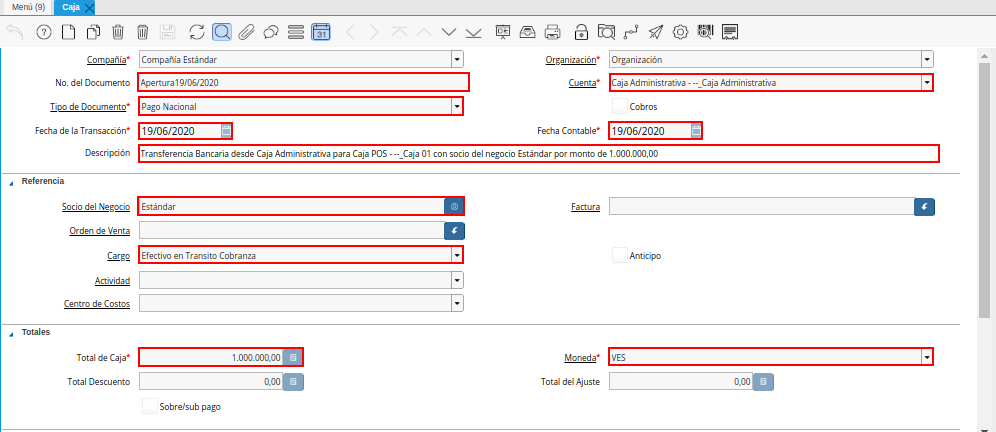 Menú (9) Caja
31
Compañía* Compañía Estándar Organización* Organización
No. del Documento Apertura19/06/2020 Cuenta* Caja Administrativa - --_Caja Administrativa
Tipo de Documento* Pago Nacional Cobros
Fecha de la Transacción* 19/06/2020 Fecha Contable* 19/06/2020
Descripción Transferencia Bancaria desde Caja Administrativa para Caja POS - --_Caja 01 con socio del negocio Estándar por monto de 1.000.000,00
Referencia
Socio del Negocio Estándar Factura
Orden de Venta
Cargo Efectivo en Transito Cobranza Anticipo
Actividad
Centro de Costos
Totales
Total de Caja* 1.000.000,00 Moneda* VES
Total Descuento 0,00 Total del Ajuste 0,00
Sobre/sub pago